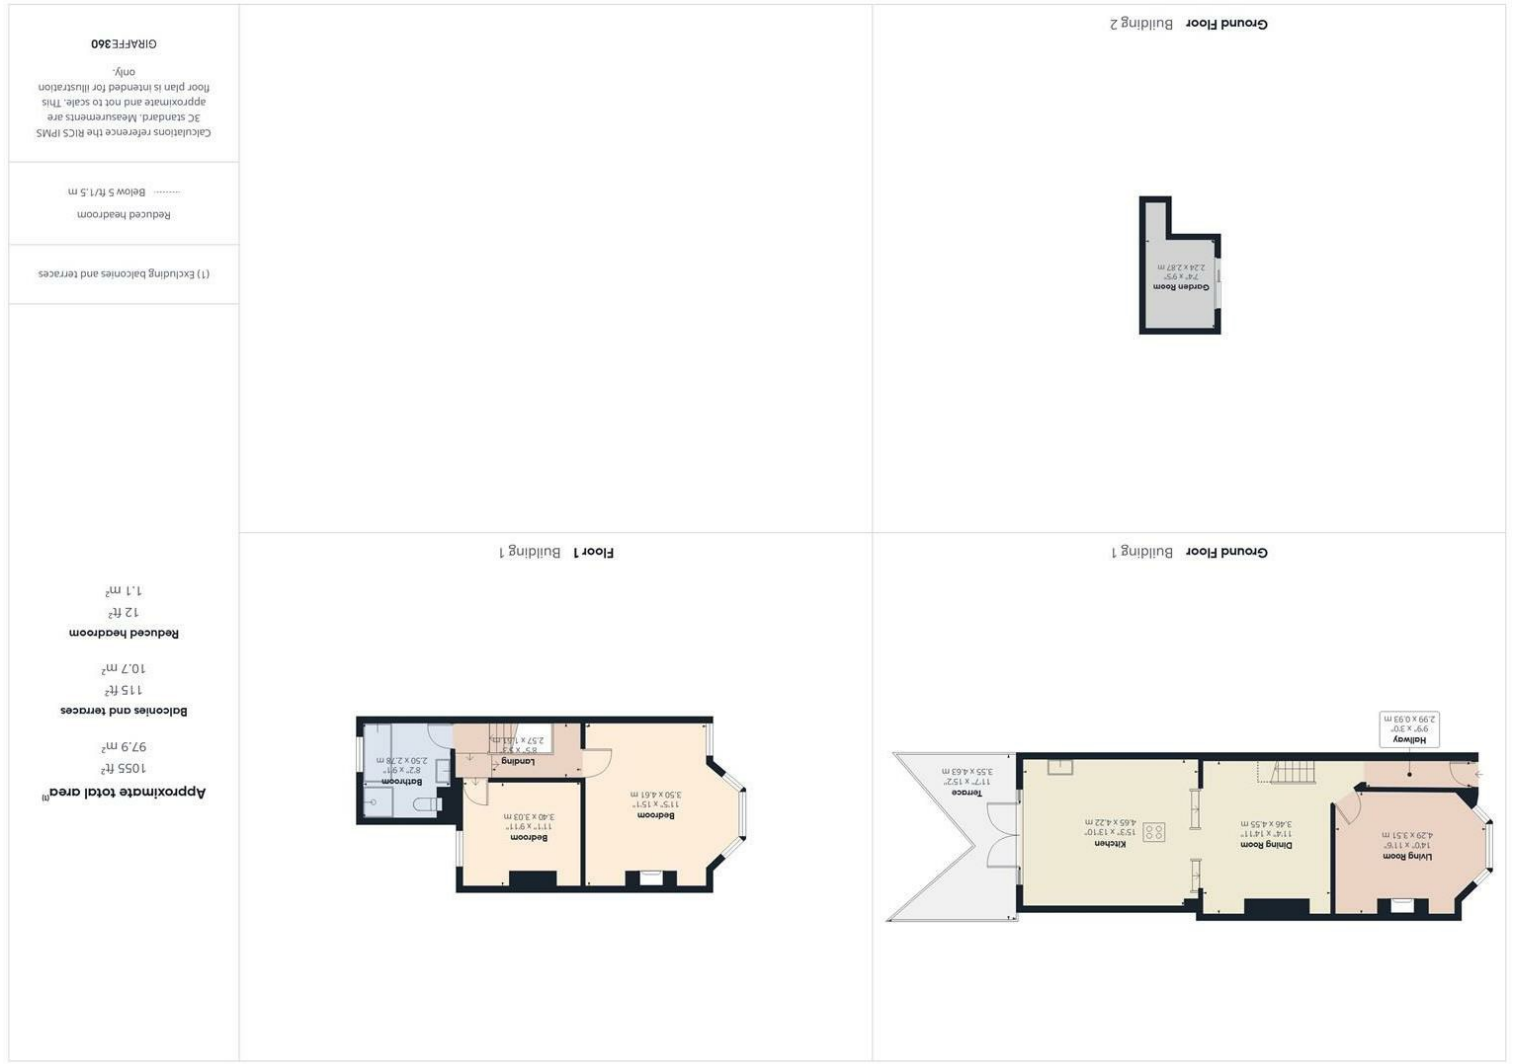 Ground Floor Building 1
Hallway
9'9" x 3'0"
2.99 x 0.93 m
Living Room
14'0" x 11'6"
4.29 x 3.51 m
Dining Room
11'4" x 14'11"
3.46 x 4.55 m
Kitchen
15'3" x 13'10"
4.65 x 4.22 m
Terrace
11'7" x 15'2"
3.55 x 4.63 m
Floor 1 Building 1
Bedroom
11'5" x 15'1"
3.50 x 4.61 m
Bedroom
11'1" x 9'11"
3.40 x 3.03 m
Landing
8'5" x 5'3"
2.57 x 1.61 m
Bathroom
8'2" x 9'1"
2.50 x 2.78 m
Ground Floor Building 2
Garden Room
7'4" x 9'5"
2.24 x 2.87 m
Approximate total area(1)
1055 ft²
97.9 m²
Balconies and terraces
115 ft²
10.7 m²
Reduced headroom
12 ft²
1.1 m²
(1) Excluding balconies and terraces
Reduced headroom
Below 5 ft/1.5 m
Calculations reference the RICS IPMS
3C standard. Measurements are
approximate and not to scale. This
floor plan is intended for illustration
only.
GIRAFFE360